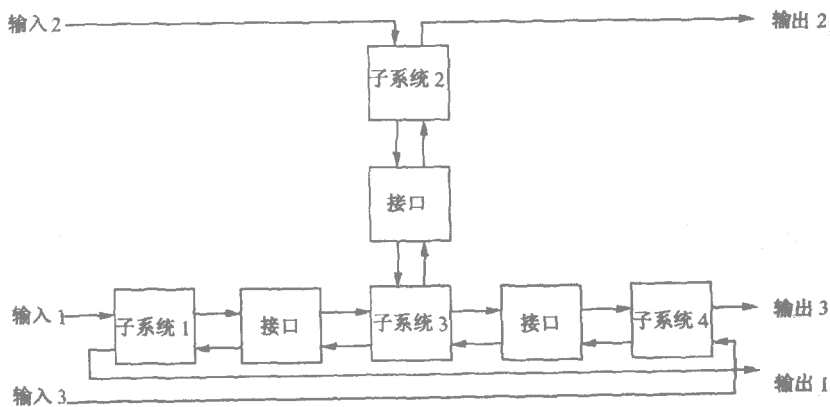 输入 2
输出 2
子系统 2
接口
输入 1
子系统 1
接口
子系统 3
接口
子系统 4
输出 3
输入 3
输出 1